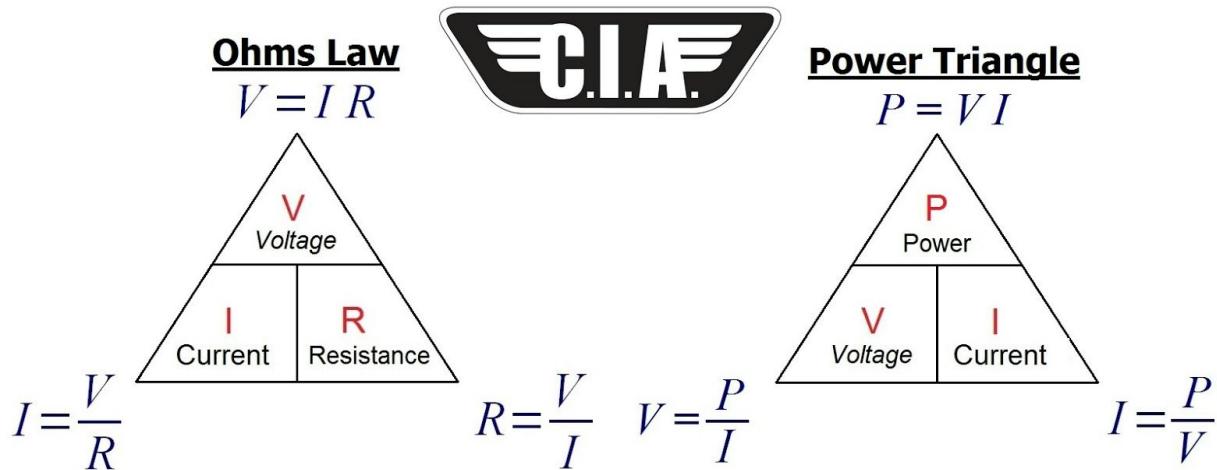 Ohms Law
V = I R
C.I.A.
Power Triangle
P = V I
V
Voltage
I
Current
R
Resistance
P
Power
V
Voltage
I
Current
I = V/R
R = V/I
V = P/I
I = P/V